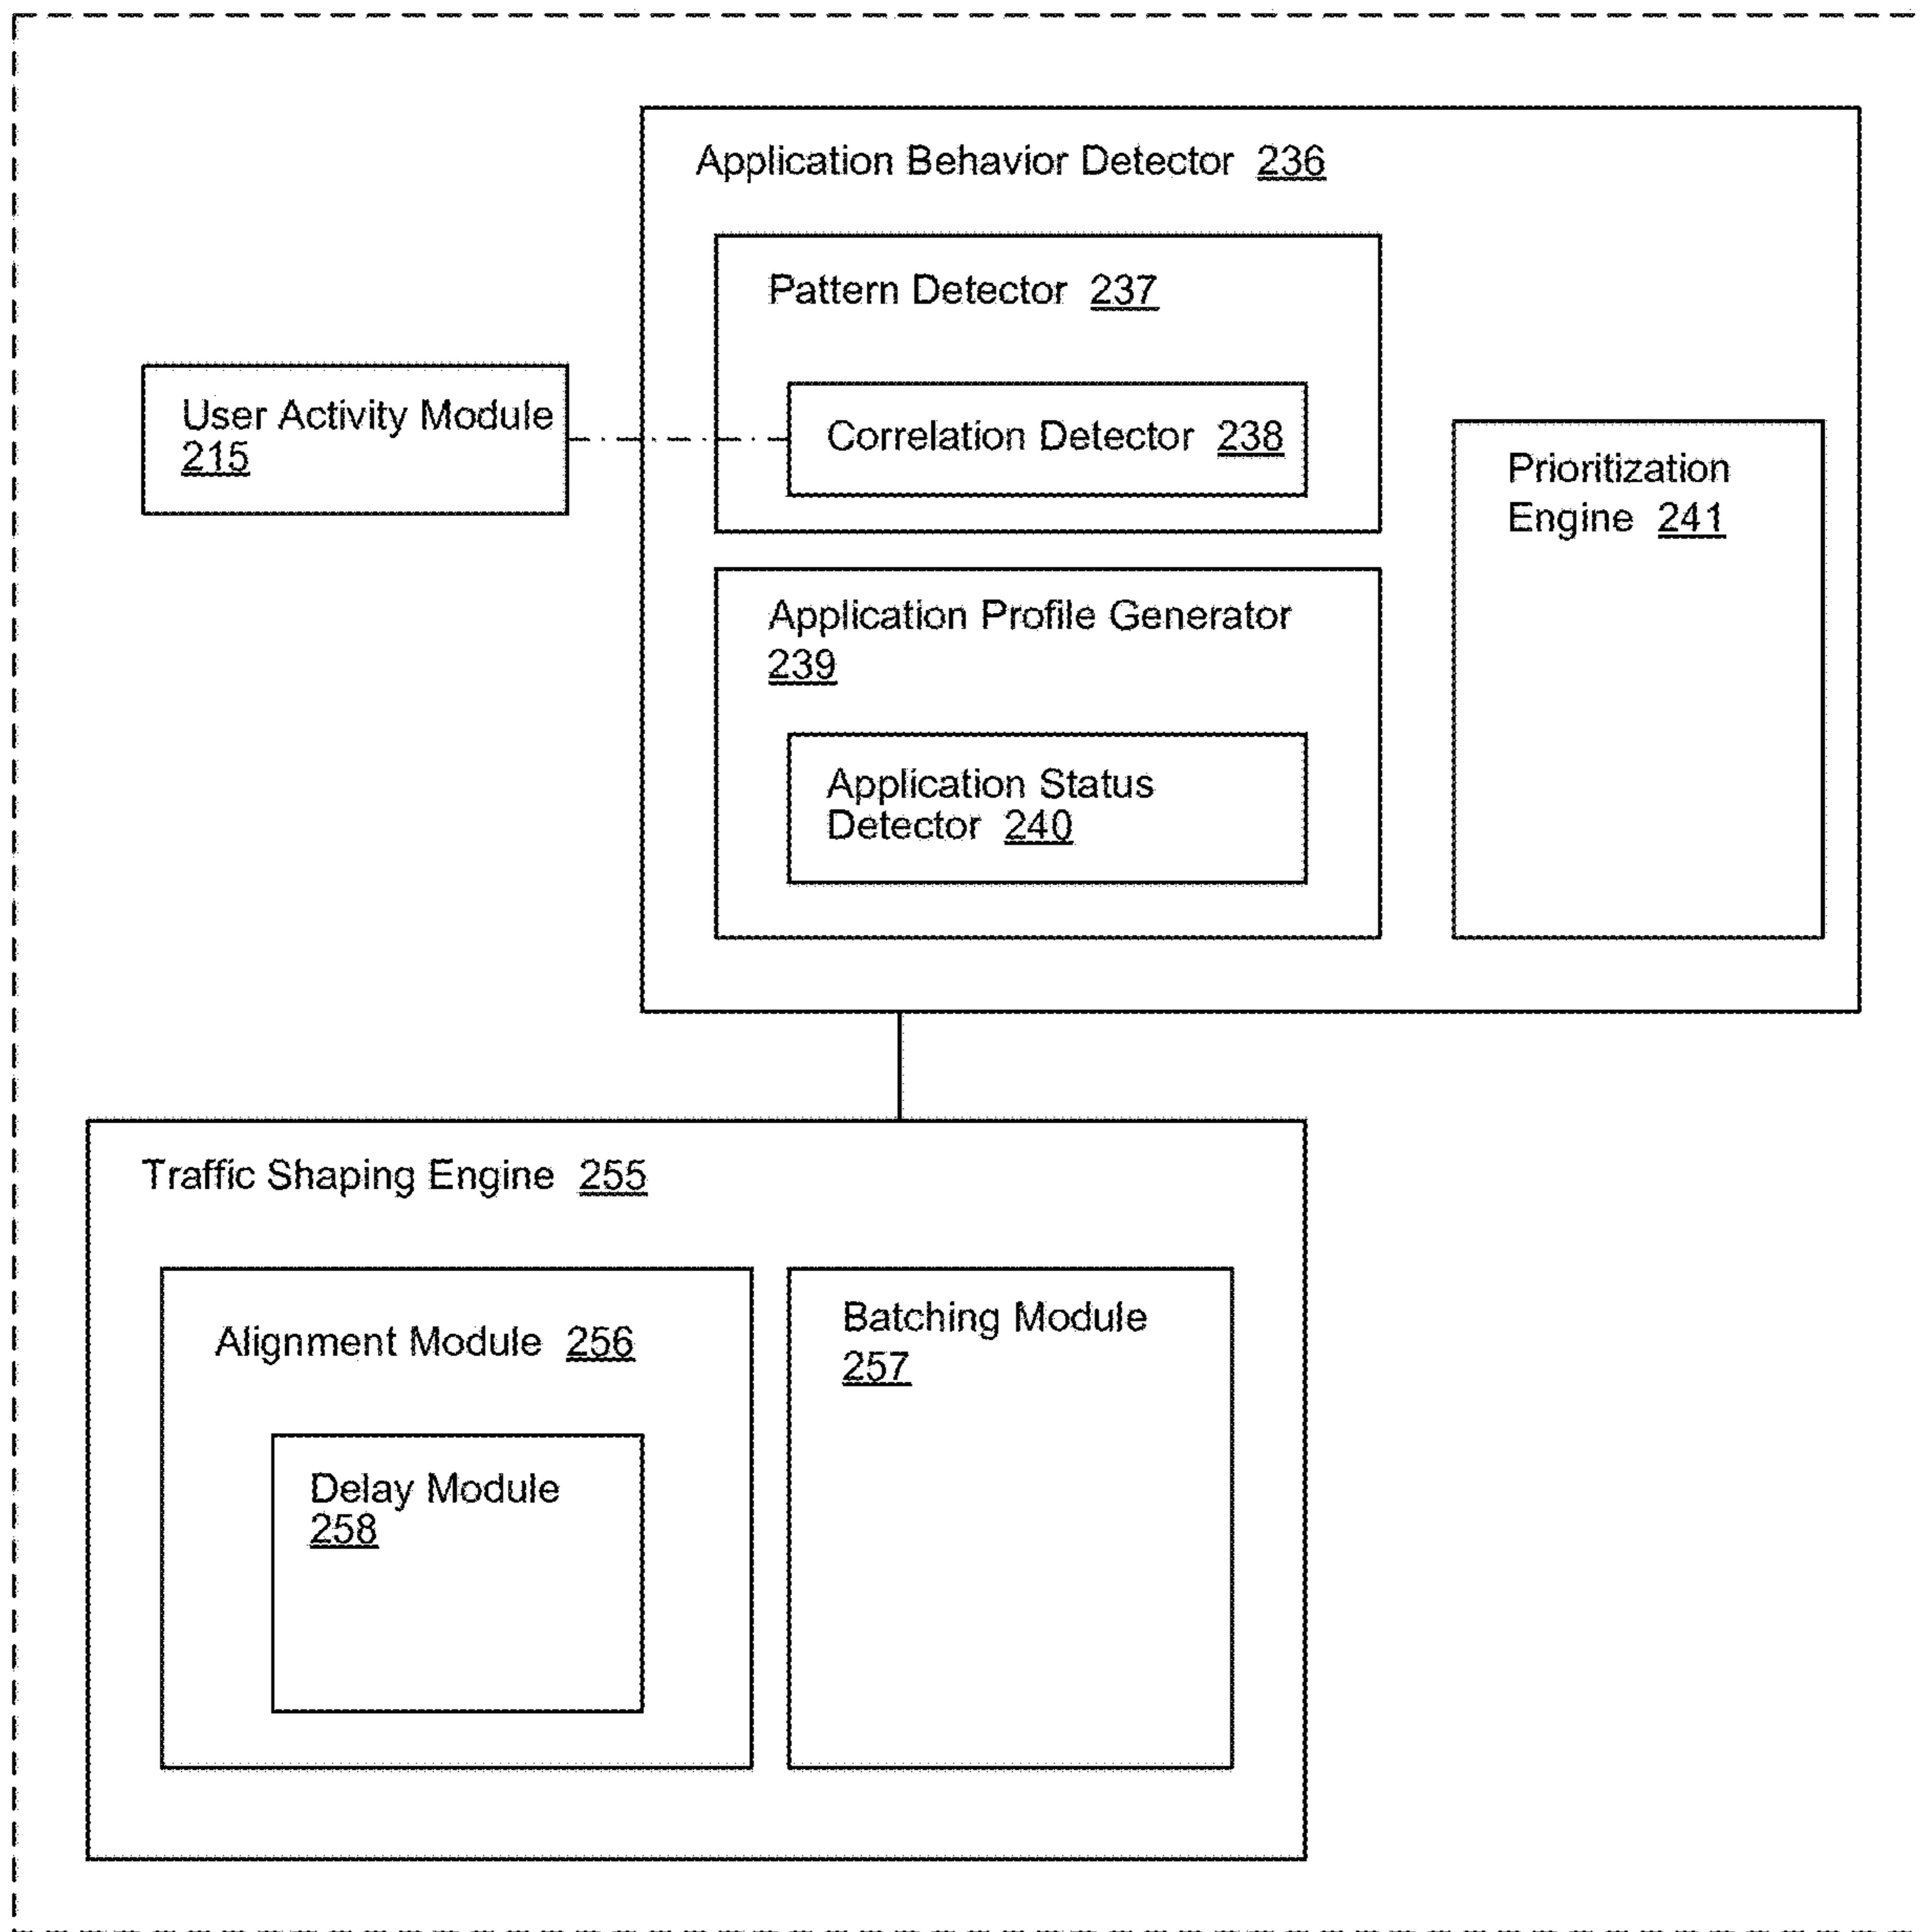 Application Behavior Detector 236
Pattern Detector 237
User Activity Module
215
Correlation Detector 238
Prioritization
Engine 241
Application Profile Generator
239
Application Status
Detector 240
Traffic Shaping Engine 255
Alignment Module 256
Batching Module
257
Delay Module
258